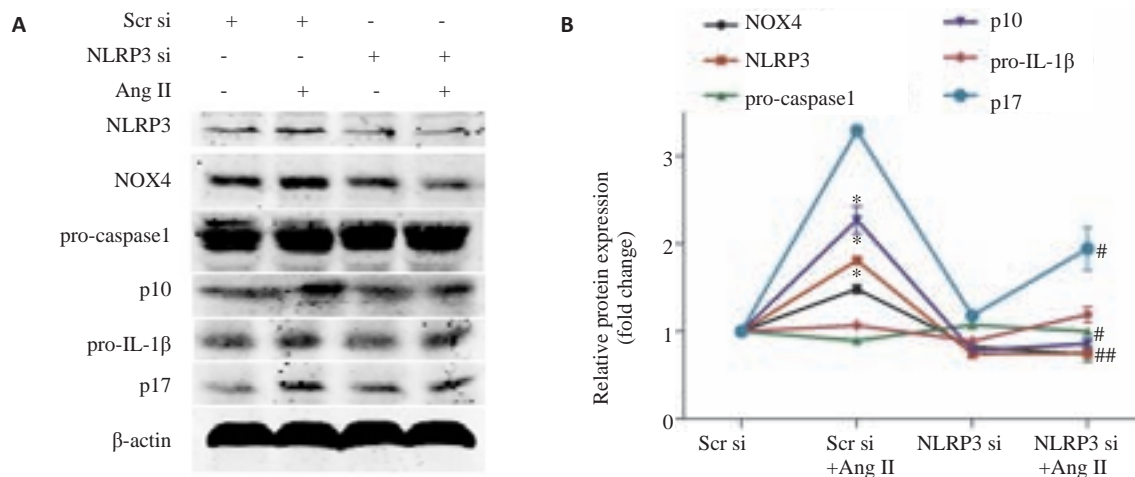 A
Scr si + + - -
NLRP3 si - - + +
Ang II - + - +
NLRP3
NOX4
pro-caspase1
p10
pro-IL-1β
p17
β-actin
B
NOX4
NLRP3
pro-caspase1
p10
pro-IL-1β
p17
Relative protein expression
(fold change)
3
2
1
0
*
*
*
#
#
##
Scr si
Scr si
+Ang II
NLRP3 si
NLRP3 si
+Ang II